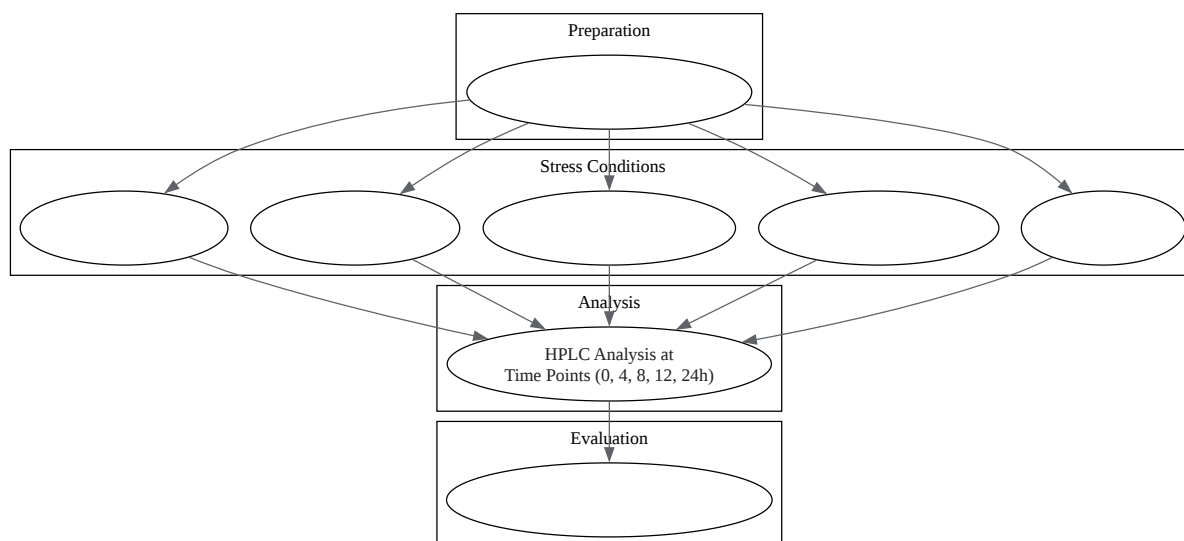 Preparation
Stress Conditions
Analysis
HPLC Analysis at
Time Points (0, 4, 8, 12, 24h)
Evaluation